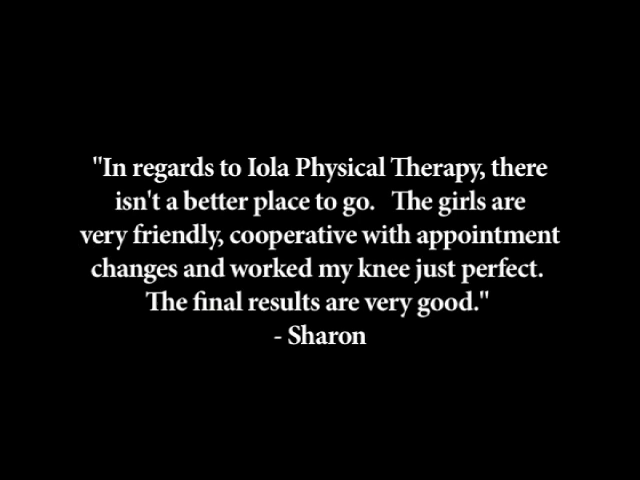 "In regards to Iola Physical Therapy, there
isn't a better place to go.   The girls are
very friendly, cooperative with appointment
changes and worked my knee just perfect.
The final results are very good."
- Sharon